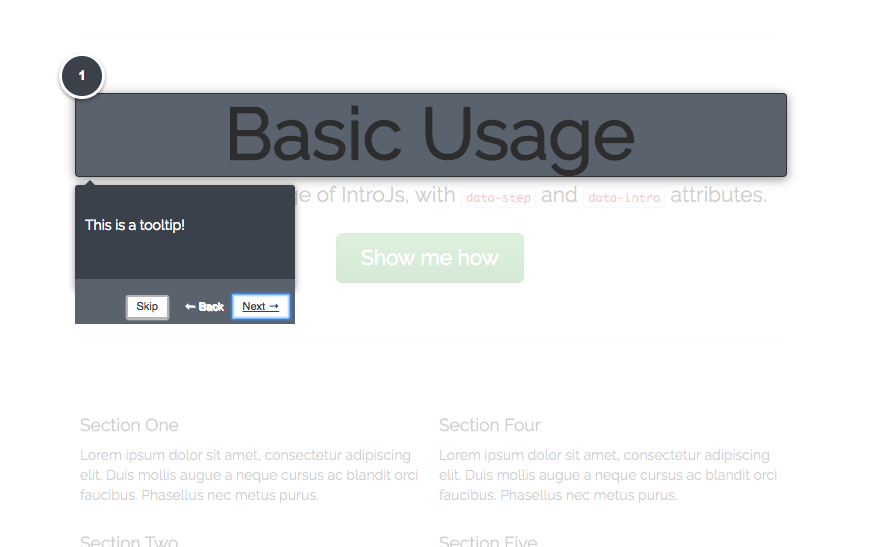 1
Basic Usage
of IntroJs, with data-step and data-intro attributes.
This is a tooltip!
Show me how
Skip ← Back Next →
Section One
Lorem ipsum dolor sit amet, consectetur adipiscing
elit. Duis mollis augue a neque cursus ac blandit orci
faucibus. Phasellus nec metus purus.
Section Four
Lorem ipsum dolor sit amet, consectetur adipiscing
elit. Duis mollis augue a neque cursus ac blandit orci
faucibus. Phasellus nec metus purus.
Section Two
Section Five